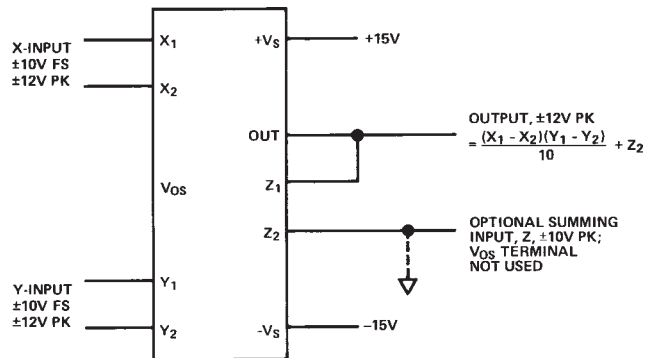 X-INPUT
±10V FS
±12V PK
X1
X2
+VS
+15V
OUT
OUTPUT, ±12V PK
= (X1 - X2)(Y1 - Y2) / 10 + Z2
Z1
VOS
Z2
OPTIONAL SUMMING
INPUT, Z, ±10V PK;
VOS TERMINAL
NOT USED
Y-INPUT
±10V FS
±12V PK
Y1
Y2
-VS
-15V